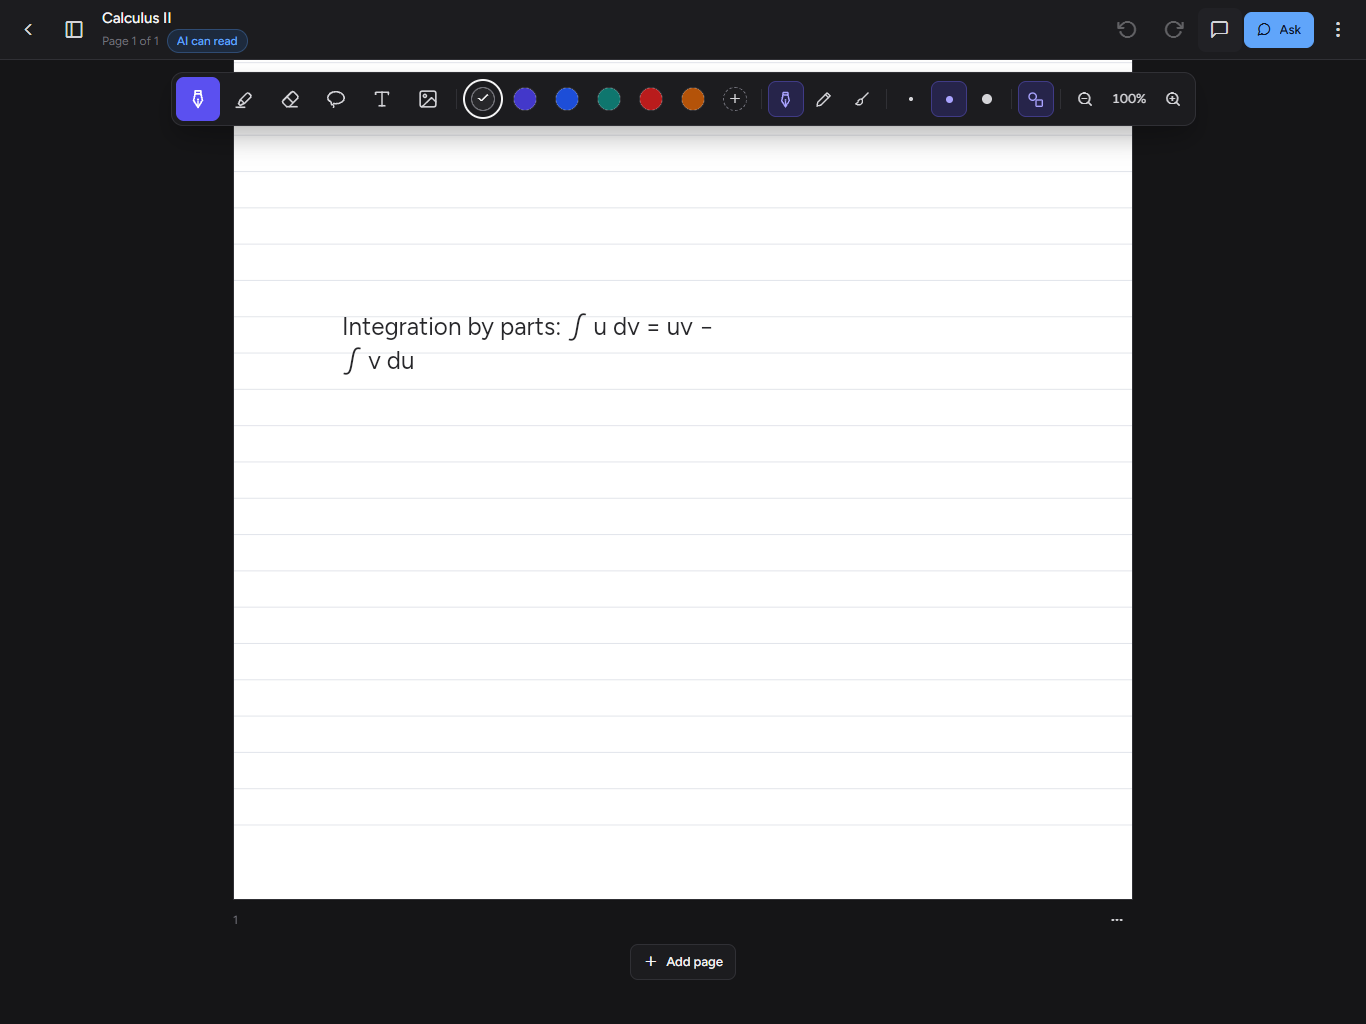 Calculus II
Page 1 of 1 AI can read
Ask
100%
Integration by parts: ∫ u dv = uv −
∫ v du
1
Add page